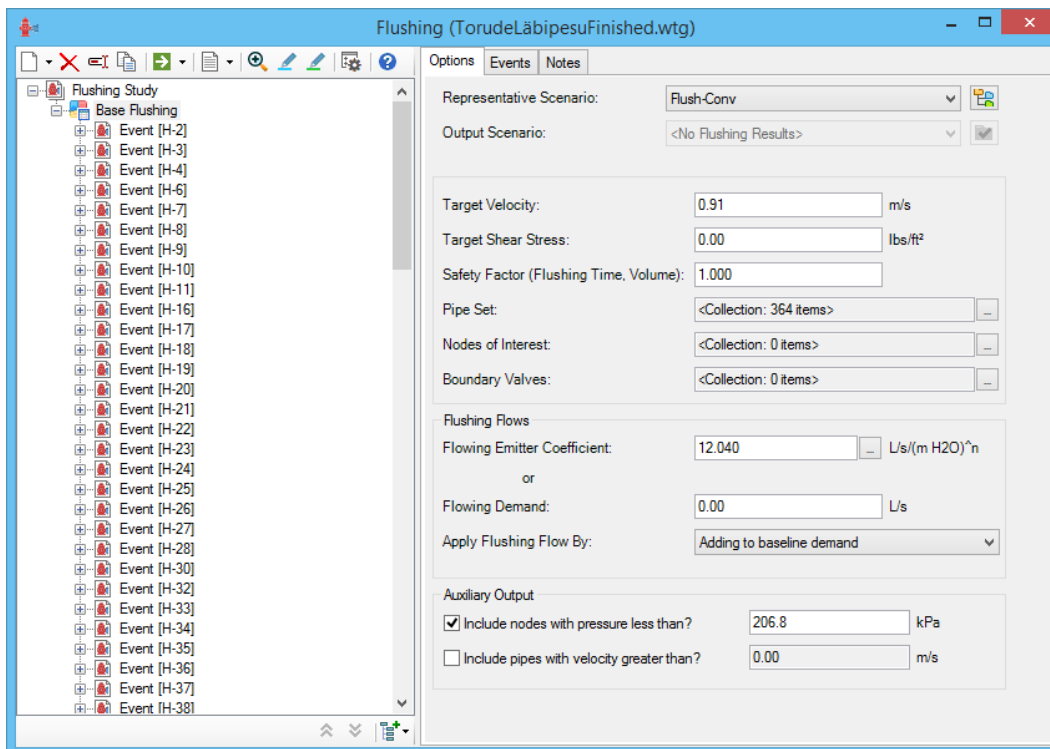 Flushing (TorudeLäbipesuFinished.wtg)
Flushing Study
Base Flushing
Event [H-2]
Event [H-3]
Event [H-4]
Event [H-6]
Event [H-7]
Event [H-8]
Event [H-9]
Event [H-10]
Event [H-11]
Event [H-16]
Event [H-17]
Event [H-18]
Event [H-19]
Event [H-20]
Event [H-21]
Event [H-22]
Event [H-23]
Event [H-24]
Event [H-25]
Event [H-26]
Event [H-27]
Event [H-28]
Event [H-30]
Event [H-32]
Event [H-33]
Event [H-34]
Event [H-35]
Event [H-36]
Event [H-37]
Event [H-38]
Options Events Notes
Representative Scenario: Flush-Conv
Output Scenario: <No Flushing Results>
Target Velocity: 0.91 m/s
Target Shear Stress: 0.00 lbs/ft²
Safety Factor (Flushing Time, Volume): 1.000
Pipe Set: <Collection: 364 items> ...
Nodes of Interest: <Collection: 0 items> ...
Boundary Valves: <Collection: 0 items> ...
Flushing Flows
Flowing Emitter Coefficient: 12.040 ... L/s/(m H2O)^n
or
Flowing Demand: 0.00 L/s
Apply Flushing Flow By: Adding to baseline demand
Auxiliary Output
Include nodes with pressure less than? 206.8 kPa
Include pipes with velocity greater than? 0.00 m/s